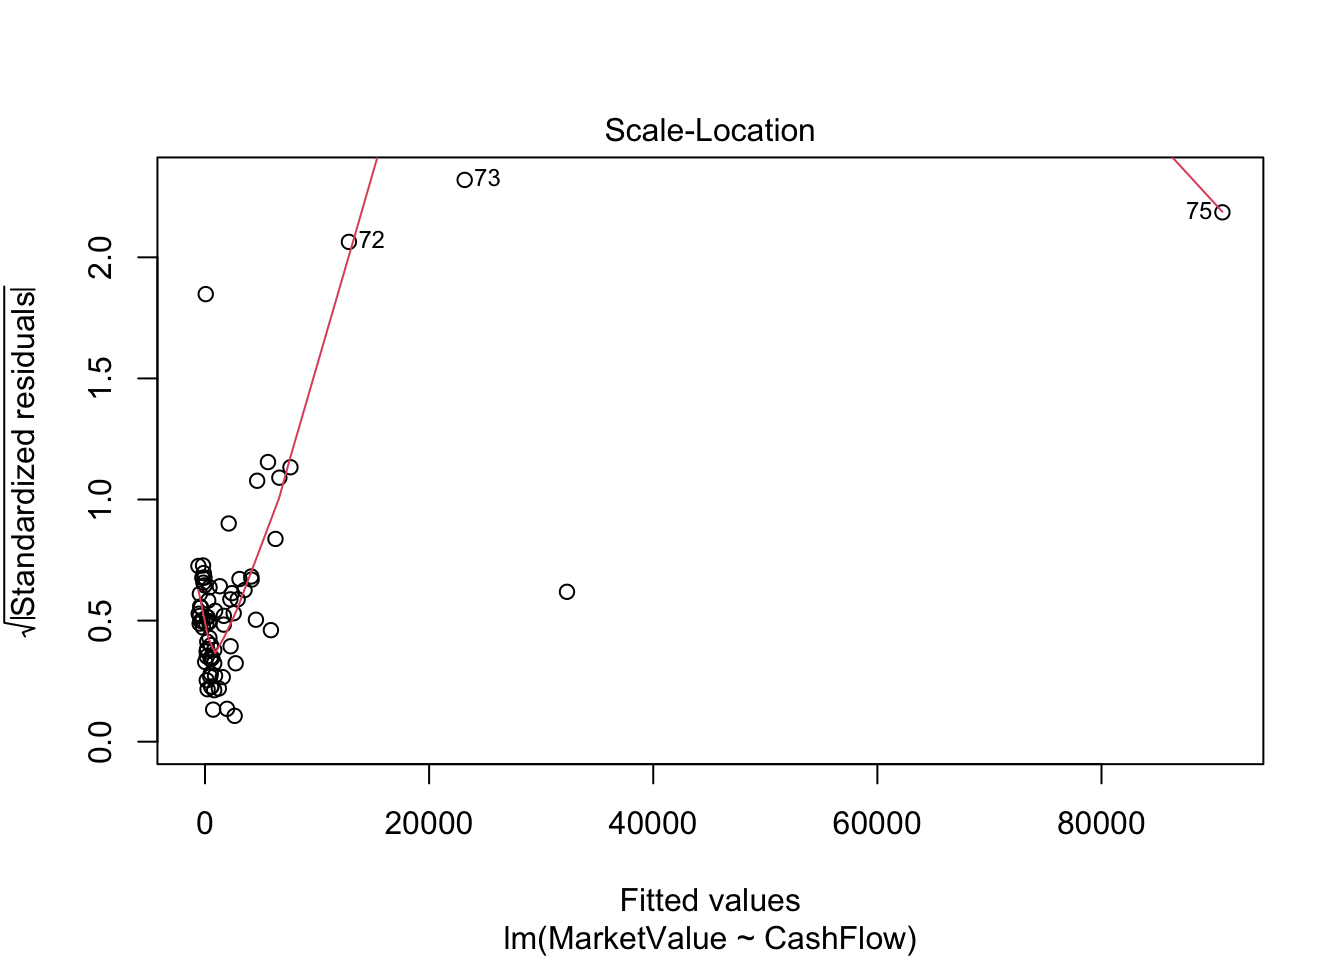 Scale-Location
73
75
72
√|Standardized residuals|
2.0
1.5
1.0
0.5
0.0
0 20000 40000 60000 80000
Fitted values
lm(MarketValue ~ CashFlow)